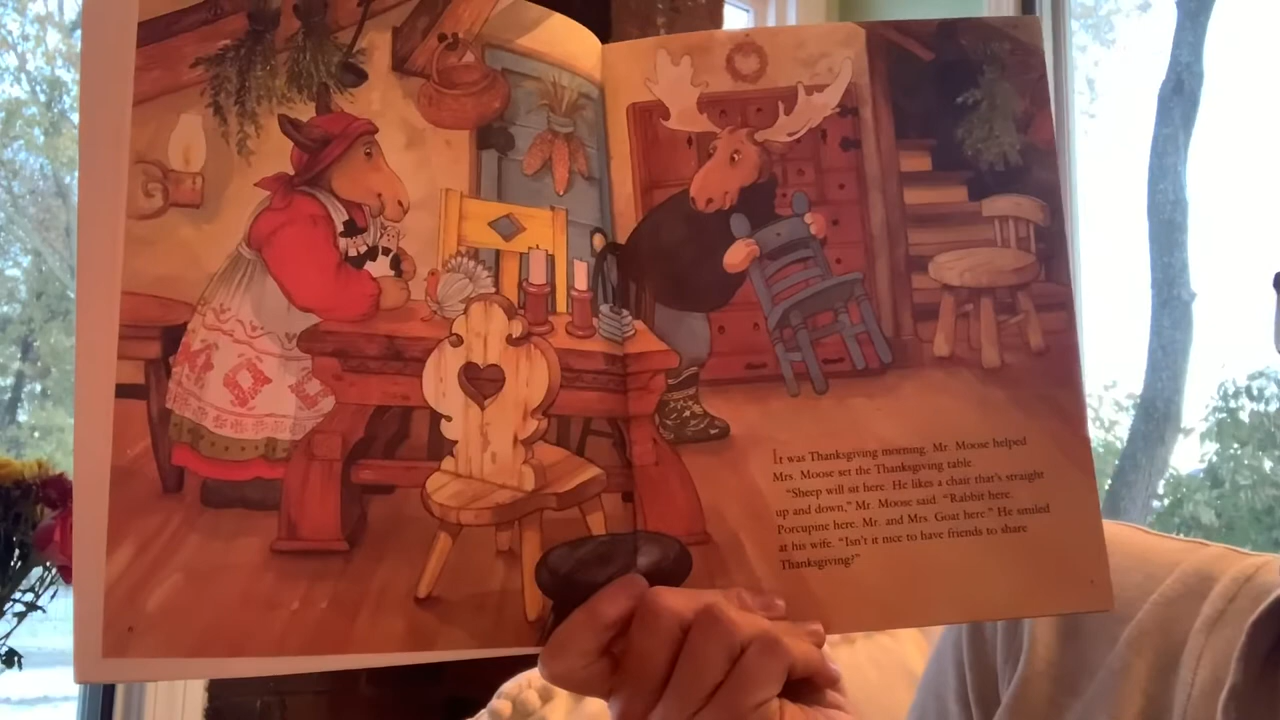 It was Thanksgiving morning. Mr. Moose helped
Mrs. Moose set the Thanksgiving table.
"Sheep will sit here. He likes a chair that's straight
up and down," Mr. Moose said. "Rabbit here.
Porcupine here. Mr. and Mrs. Goat here." He smiled
at his wife. "Isn't it nice to have friends to share
Thanksgiving?"